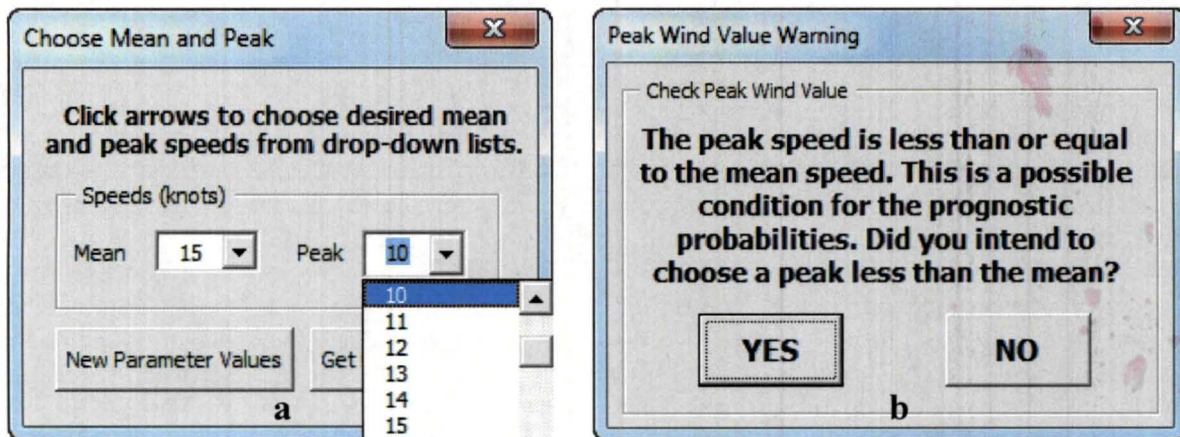 Choose Mean and Peak
Click arrows to choose desired mean
and peak speeds from drop-down lists.
Speeds (knots)
Mean 15 Peak 10
10
11
12
13
14
15
New Parameter Values Get
a
Peak Wind Value Warning
Check Peak Wind Value
The peak speed is less than or equal
to the mean speed. This is a possible
condition for the prognostic
probabilities. Did you intend to
choose a peak less than the mean?
YES NO
b